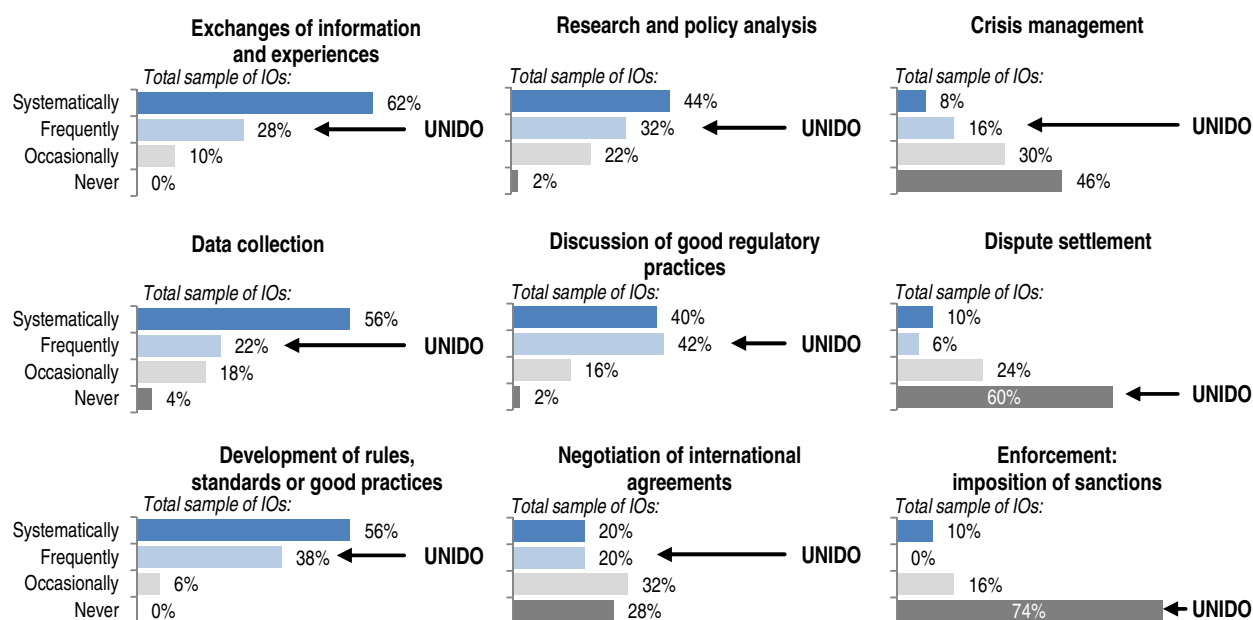 Exchanges of information
and experiences
Total sample of IOs:
Systematically 62%
Frequently 28% UNIDO
Occasionally 10%
Never 0%
Research and policy analysis
Total sample of IOs:
44%
32% UNIDO
22%
2%
Crisis management
Total sample of IOs:
8%
16% UNIDO
30%
46%
Data collection
Total sample of IOs:
Systematically 56%
Frequently 22% UNIDO
Occasionally 18%
Never 4%
Discussion of good regulatory
practices
Total sample of IOs:
40%
42% UNIDO
16%
2%
Dispute settlement
Total sample of IOs:
10%
6%
24%
60% UNIDO
Development of rules,
standards or good practices
Total sample of IOs:
Systematically 56%
Frequently 38% UNIDO
Occasionally 6%
Never 0%
Negotiation of international
agreements
Total sample of IOs:
20%
20% UNIDO
32%
28%
Enforcement:
imposition of sanctions
Total sample of IOs:
10%
0%
16%
74% UNIDO